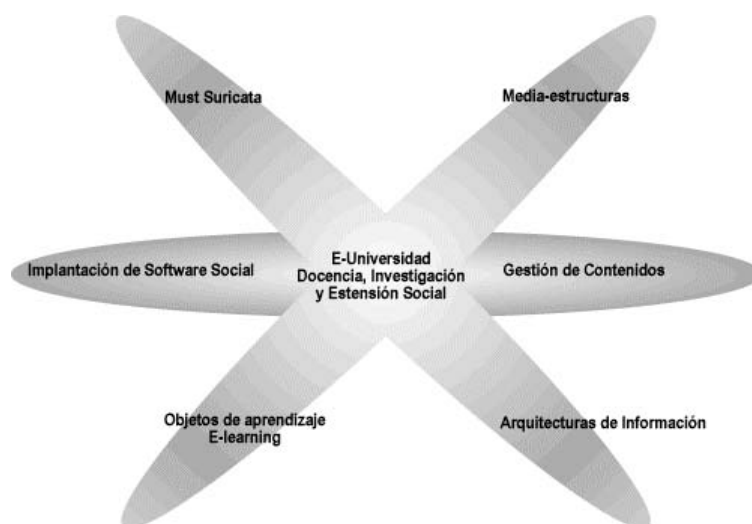 Must Suricata
Media-estructuras
Implantación de Software Social
E-Universidad
Docencia, Investigación
y Estensión Social
Gestión de Contenidos
Objetos de aprendizaje
E-learning
Arquitecturas de Información